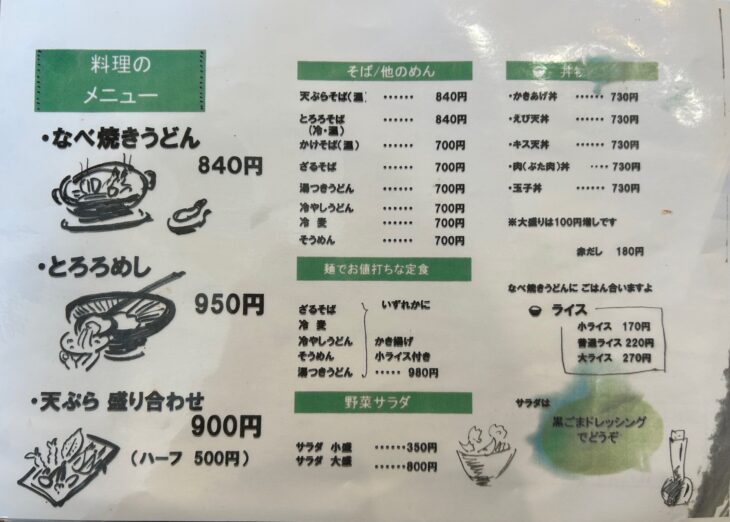 料理の
メニュー
・なべ焼きうどん
840円
・とろろめし
950円
・天ぷら 盛り合わせ
900円
(ハーフ 500円)
そば/他のめん
天ぷらそば(温) …… 840円
とろろそば …… 840円
(冷・温)
かけそば(温) …… 700円
ざるそば …… 700円
湯つきうどん …… 700円
冷やしうどん …… 700円
冷 麦 …… 700円
そうめん …… 700円
麺でお値打ちな定食
ざるそば いずれかに
冷 麦
冷やしうどん かき揚げ
そうめん 小ライス付き
湯つきうどん ‥‥‥ 980円
野菜サラダ
サラダ 小盛 ……350円
サラダ 大盛 ……800円
丼物
・かきあげ丼 ……730円
・えび天丼 ……730円
・キス天丼 ……730円
・肉(ぶた肉)丼 ‥‥730円
・玉子丼 ……730円
※大盛りは100円増しです
赤だし 180円
なべ焼きうどんに ごはん合いますよ
ライス
小ライス 170円
普通ライス 220円
大ライス 270円
サラダは
黒ごまドレッシング
でどうぞ